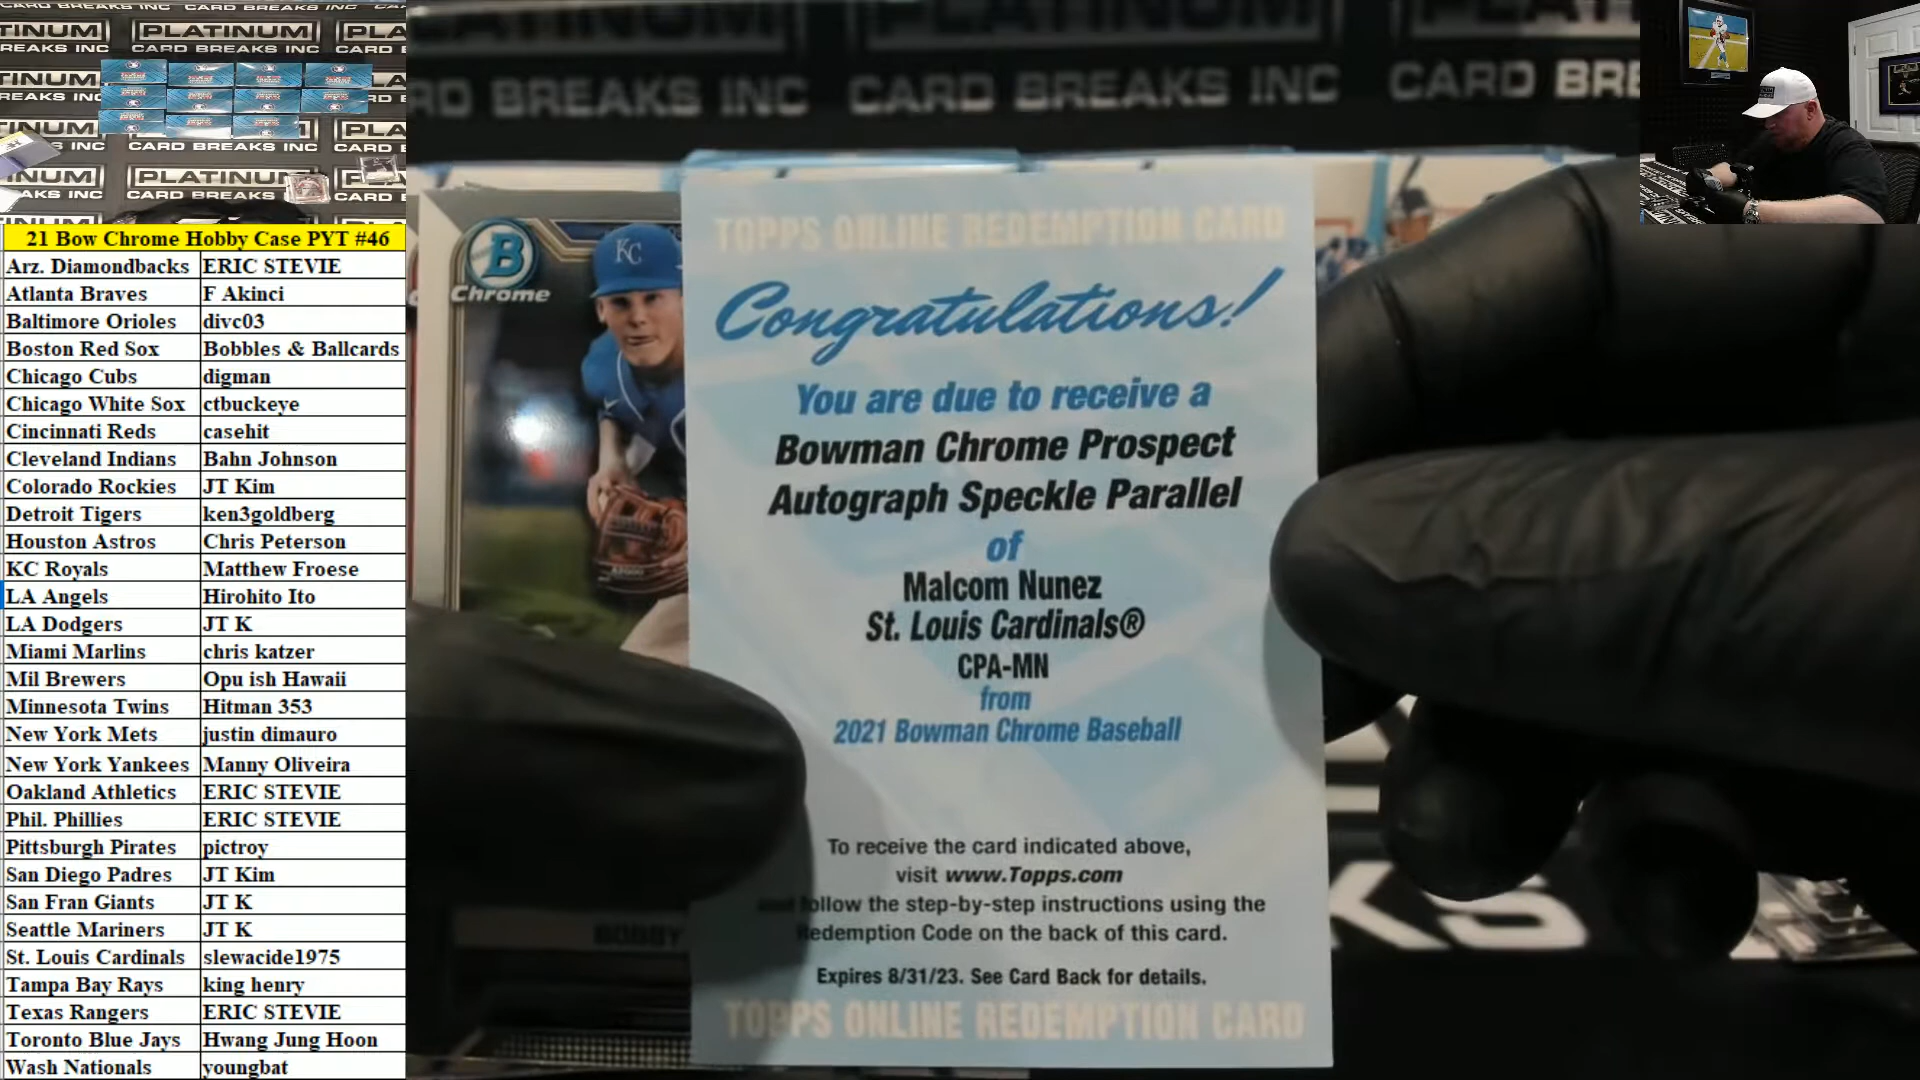 PLATINUM
CARD BREAKS INC
21 Bow Chrome Hobby Case PYT #46
Arz. Diamondbacks ERIC STEVIE
Atlanta Braves F Akinci
Baltimore Orioles divc03
Boston Red Sox Bobbles & Ballcards
Chicago Cubs digman
Chicago White Sox ctbuckeye
Cincinnati Reds casehit
Cleveland Indians Bahn Johnson
Colorado Rockies JT Kim
Detroit Tigers ken3goldberg
Houston Astros Chris Peterson
KC Royals Matthew Froese
LA Angels Hirohito Ito
LA Dodgers JT K
Miami Marlins chris katzer
Mil Brewers Opu ish Hawaii
Minnesota Twins Hitman 353
New York Mets justin dimauro
New York Yankees Manny Oliveira
Oakland Athletics ERIC STEVIE
Phil. Phillies ERIC STEVIE
Pittsburgh Pirates pictroy
San Diego Padres JT Kim
San Fran Giants JT K
Seattle Mariners JT K
St. Louis Cardinals slewacide1975
Tampa Bay Rays king henry
Texas Rangers ERIC STEVIE
Toronto Blue Jays Hwang Jung Hoon
Wash Nationals youngbat
RD BREAKS INC CARD BREAKS INC CARD BRE
B
Chrome
KC
BOBBY
TOPPS ONLINE REDEMPTION CARD
Congratulations!
You are due to receive a
Bowman Chrome Prospect
Autograph Speckle Parallel
of
Malcom Nunez
St. Louis Cardinals®
CPA-MN
from
2021 Bowman Chrome Baseball
To receive the card indicated above,
visit www.Topps.com
follow the step-by-step instructions using the
Redemption Code on the back of this card.
Expires 8/31/23. See Card Back for details.
TOPPS ONLINE REDEMPTION CARD